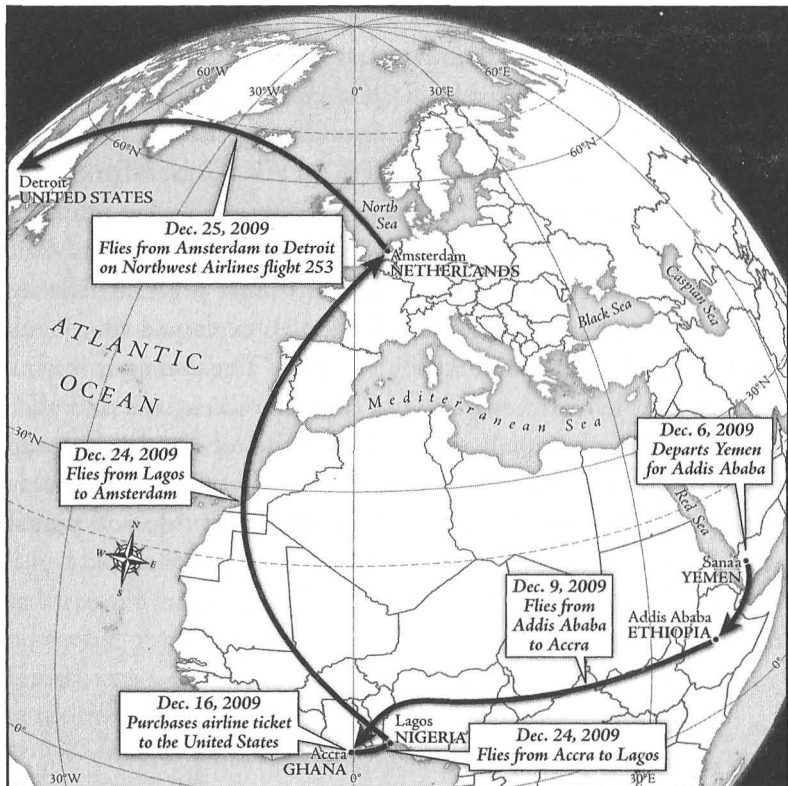 60°W
30°W
0°
30°E
60°E
60°N
60°N
Detroit
UNITED STATES
North
Sea
Dec. 25, 2009
Flies from Amsterdam to Detroit
on Northwest Airlines flight 253
Amsterdam
NETHERLANDS
Caspian Sea
Black Sea
ATLANTIC
OCEAN
Mediterranean Sea
30°N
30°N
Dec. 24, 2009
Flies from Lagos
to Amsterdam
Dec. 6, 2009
Departs Yemen
for Addis Ababa
Red Sea
N
W
E
S
Sanaa
YEMEN
Dec. 9, 2009
Flies from
Addis Ababa
to Accra
Addis Ababa
ETHIOPIA
0°
Dec. 16, 2009
Purchases airline ticket
to the United States
Lagos
NIGERIA
Dec. 24, 2009
Flies from Accra to Lagos
Accra
GHANA
0°
30°W
0°
30°E